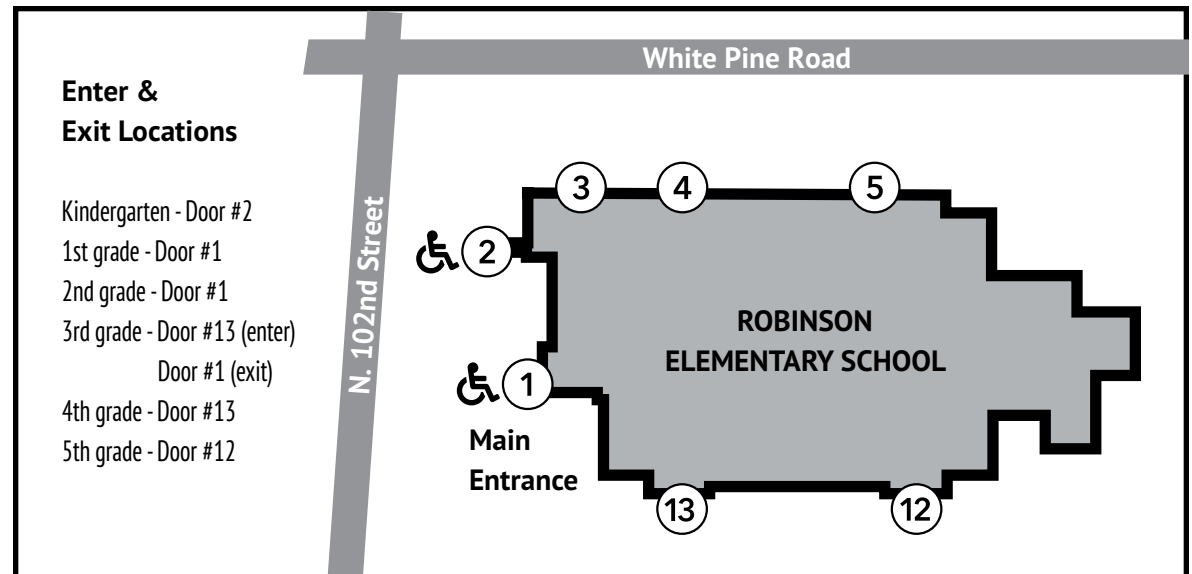 White Pine Road
Enter &
Exit Locations
Kindergarten - Door #2
1st grade - Door #1
2nd grade - Door #1
3rd grade - Door #13 (enter)
Door #1 (exit)
4th grade - Door #13
5th grade - Door #12
N. 102nd Street
3
4
5
2
ROBINSON
ELEMENTARY SCHOOL
1
Main
Entrance
13
12